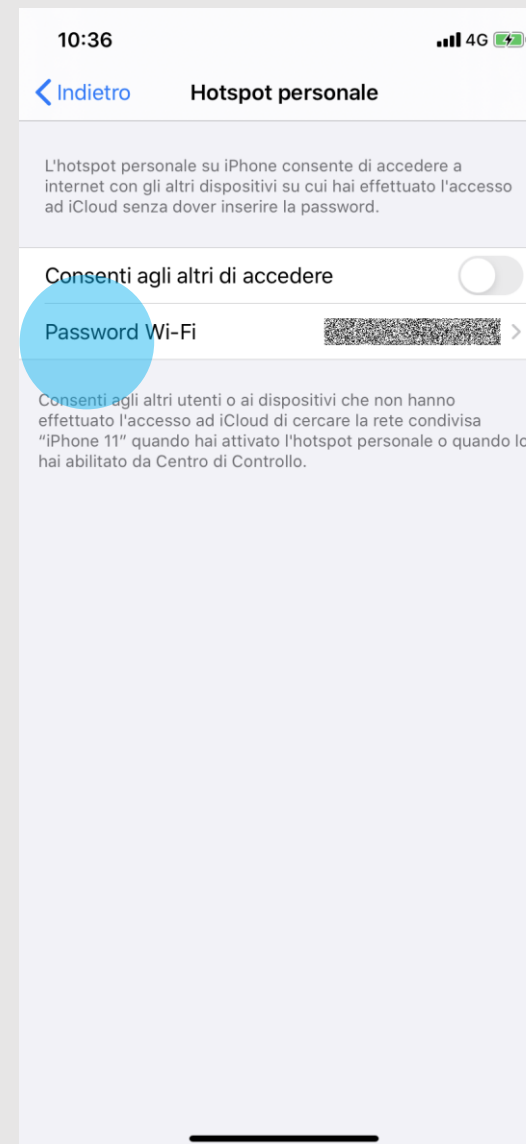 10:36 4G
Indietro Hotspot personale
L'hotspot personale su iPhone consente di accedere a
internet con gli altri dispositivi su cui hai effettuato l'accesso
ad iCloud senza dover inserire la password.
Consenti agli altri di accedere
Password Wi-Fi
Consenti agli altri utenti o ai dispositivi che non hanno
effettuato l'accesso ad iCloud di cercare la rete condivisa
“iPhone 11” quando hai attivato l'hotspot personale o quando lo
hai abilitato da Centro di Controllo.